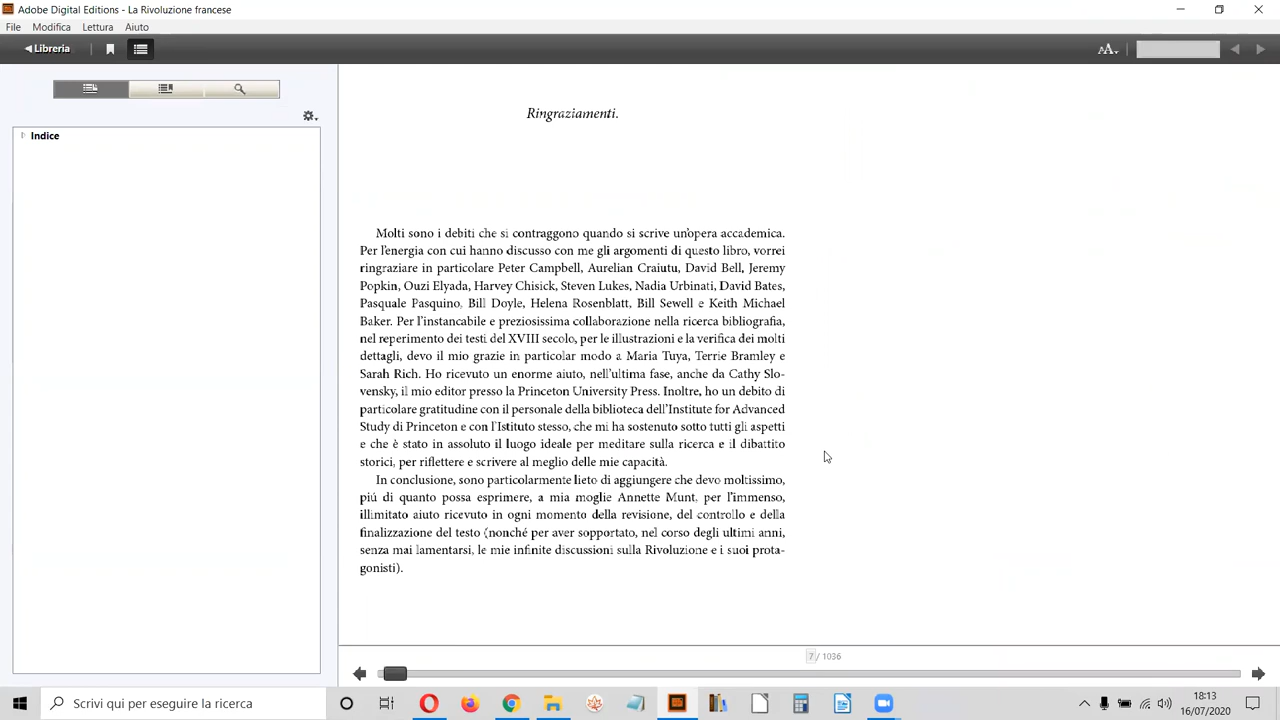 Adobe Digital Editions - La Rivoluzione francese
File Modifica Lettura Aiuto
Libreria
AA
Indice
Ringraziamenti.
Molti sono i debiti che si contraggono quando si scrive un'opera accademica.
Per l'energia con cui hanno discusso con me gli argomenti di questo libro, vorrei
ringraziare in particolare Peter Campbell, Aurelian Craiutu, David Bell, Jeremy
Popkin, Ouzi Elyada, Harvey Chisick, Steven Lukes, Nadia Urbinati, David Bates,
Pasquale Pasquino, Bill Doyle, Helena Rosenblatt, Bill Sewell e Keith Michael
Baker. Per l'instancabile e preziosissima collaborazione nella ricerca bibliografia,
nel reperimento dei testi del XVIII secolo, per le illustrazioni e la verifica dei molti
dettagli, devo il mio grazie in particolar modo a Maria Tuya, Terrie Bramley e
Sarah Rich. Ho ricevuto un enorme aiuto, nell'ultima fase, anche da Cathy Slo-
vensky, il mio editor presso la Princeton University Press. Inoltre, ho un debito di
particolare gratitudine con il personale della biblioteca dell'Institute for Advanced
Study di Princeton e con l'Istituto stesso, che mi ha sostenuto sotto tutti gli aspetti
e che è stato in assoluto il luogo ideale per meditare sulla ricerca e il dibattito
storici, per riflettere e scrivere al meglio delle mie capacità.
In conclusione, sono particolarmente lieto di aggiungere che devo moltissimo,
piú di quanto possa esprimere, a mia moglie Annette Munt, per l'immenso,
illimitato aiuto ricevuto in ogni momento della revisione, del controllo e della
finalizzazione del testo (nonché per aver sopportato, nel corso degli ultimi anni,
senza mai lamentarsi, le mie infinite discussioni sulla Rivoluzione e i suoi prota-
gonisti).
7 / 1036
Scrivi qui per eseguire la ricerca
18:13
16/07/2020